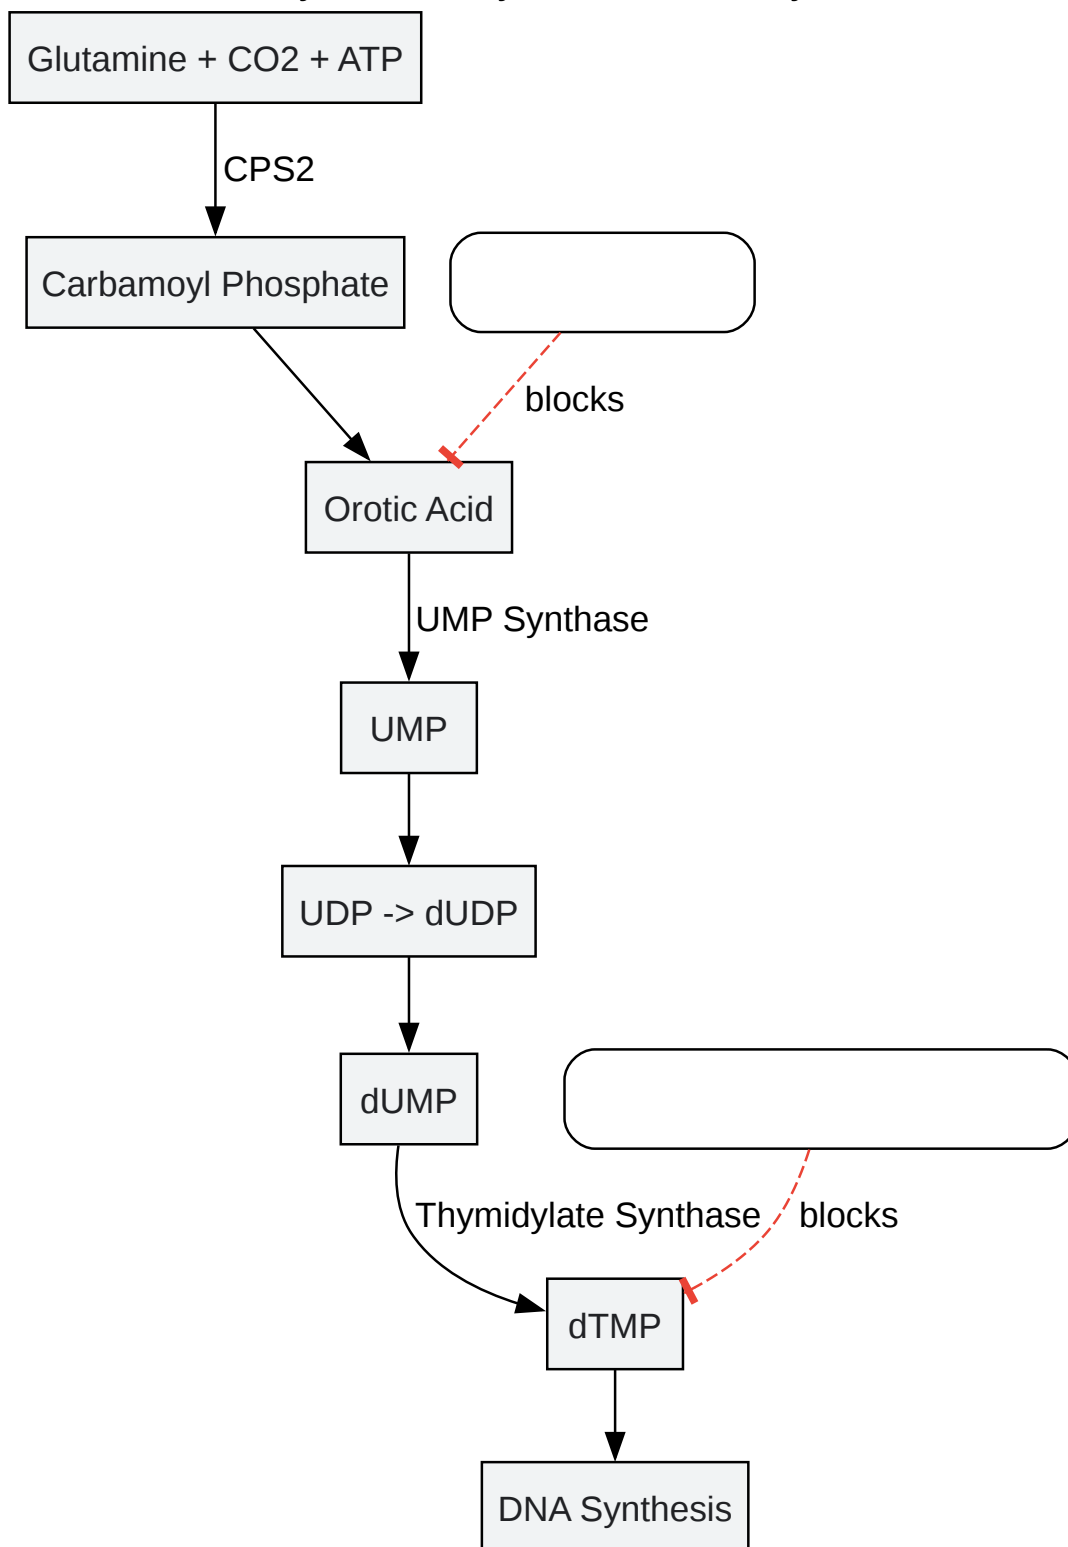 Glutamine + CO2 + ATP
CPS2
Carbamoyl Phosphate
blocks
Orotic Acid
UMP Synthase
UMP
UDP -> dUDP
dUMP
Thymidylate Synthase
blocks
dTMP
DNA Synthesis